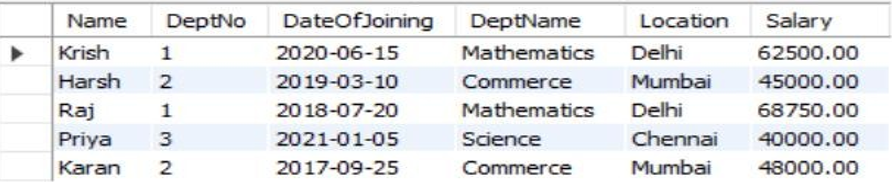 Name DeptNo DateOfJoining DeptName Location Salary
Krish 1 2020-06-15 Mathematics Delhi 62500.00
Harsh 2 2019-03-10 Commerce Mumbai 45000.00
Raj 1 2018-07-20 Mathematics Delhi 68750.00
Priya 3 2021-01-05 Science Chennai 40000.00
Karan 2 2017-09-25 Commerce Mumbai 48000.00